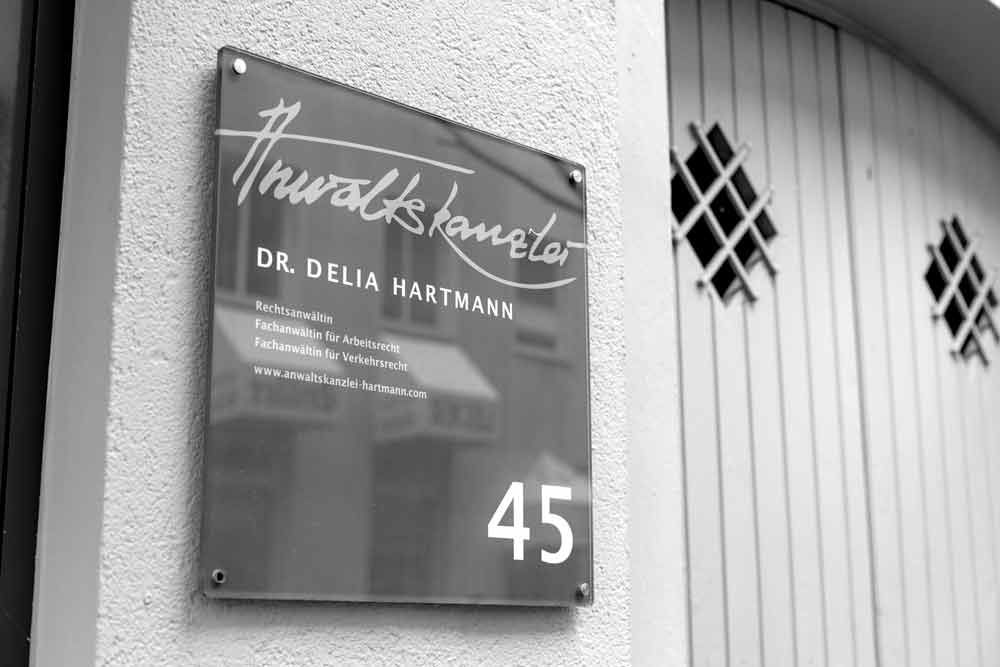 Anwaltskanzlei
DR. DELIA HARTMANN
Rechtsanwältin
Fachanwältin für Arbeitsrecht
Fachanwältin für Verkehrsrecht
www.anwaltskanzlei-hartmann.com
45